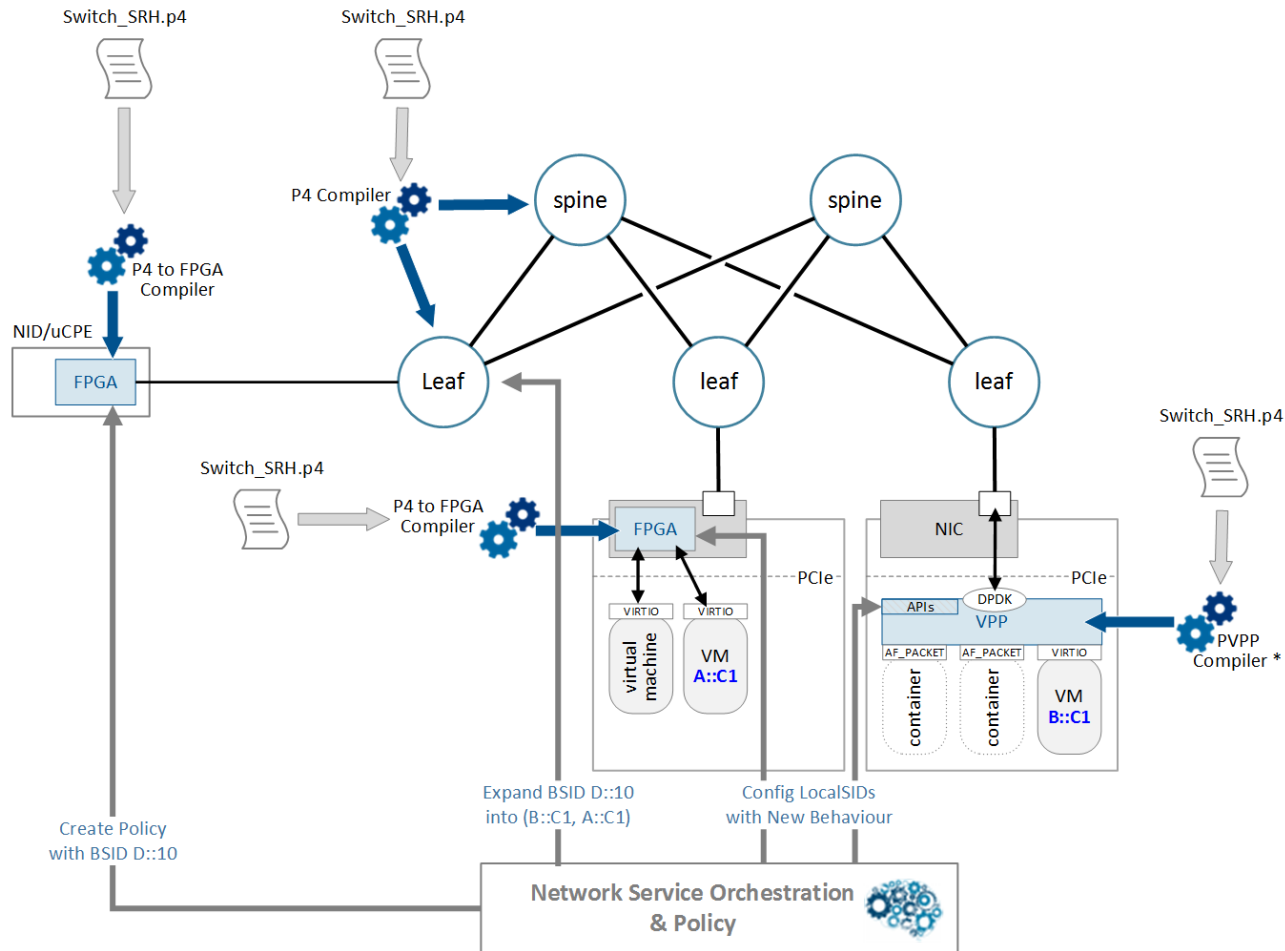 Switch_SRH.p4
Switch_SRH.p4
P4 Compiler
spine
spine
P4 to FPGA
Compiler
NID/uCPE
FPGA
Leaf
leaf
leaf
Switch_SRH.p4
Switch_SRH.p4
P4 to FPGA
Compiler
FPGA
NIC
PCIe
PCIe
VIRTIO
VIRTIO
virtual
machine
VM
A::C1
APIs
DPDK
VPP
AF_PACKET
AF_PACKET
VIRTIO
container
container
VM
B::C1
PVPP
Compiler *
Create Policy
with BSID D::10
Expand BSID D::10
into (B::C1, A::C1)
Config LocalSIDs
with New Behaviour
Network Service Orchestration
& Policy